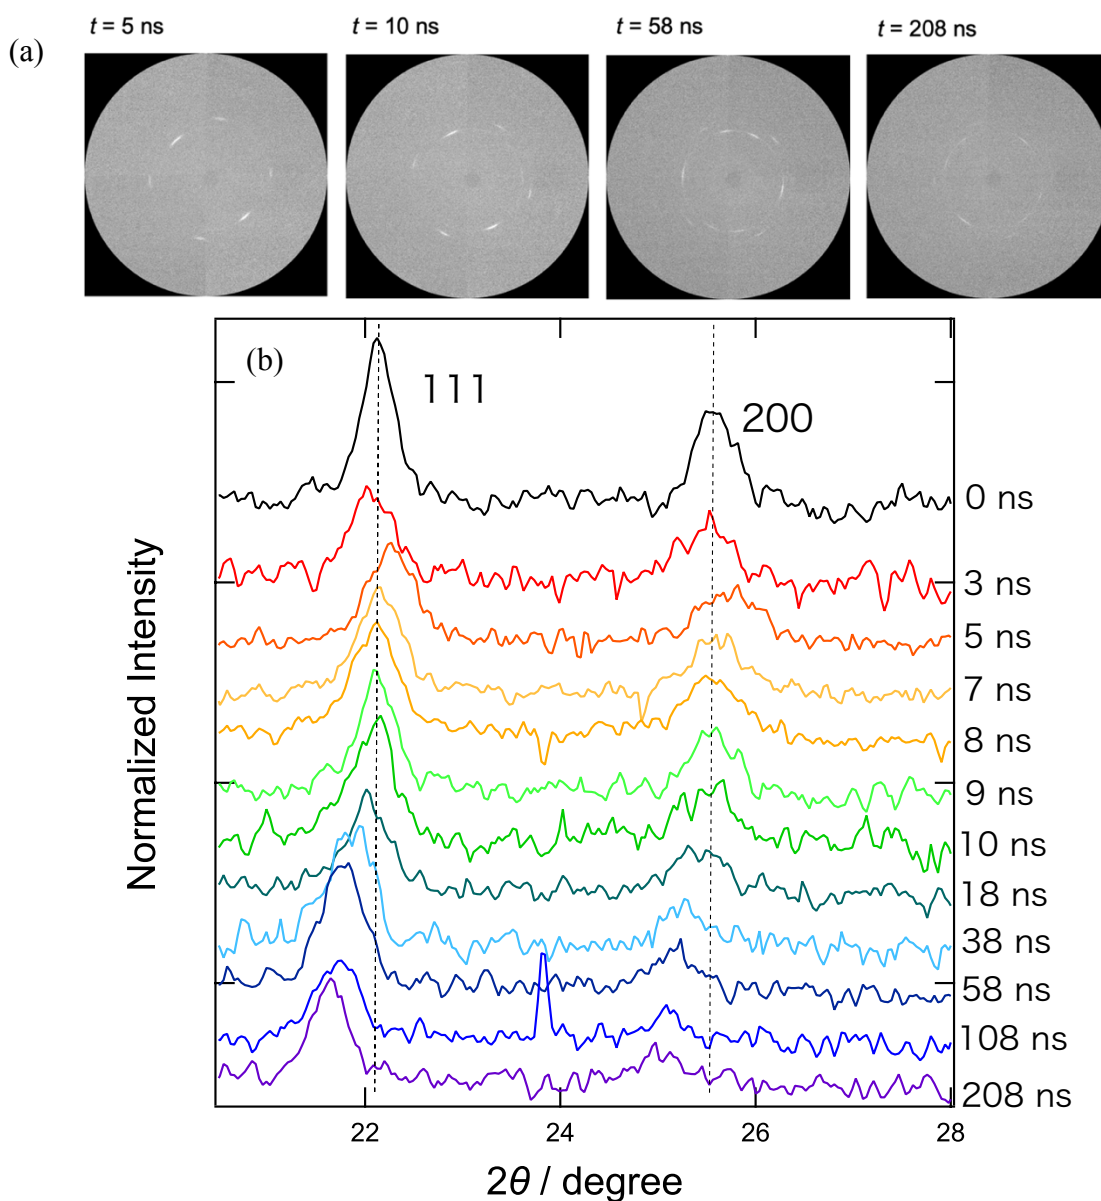 t = 5 ns
t = 10 ns
t = 58 ns
t = 208 ns
(a)
(b)
111
200
0 ns
3 ns
5 ns
7 ns
8 ns
9 ns
10 ns
18 ns
38 ns
58 ns
108 ns
208 ns
Normalized Intensity
22
24
26
28
2θ / degree